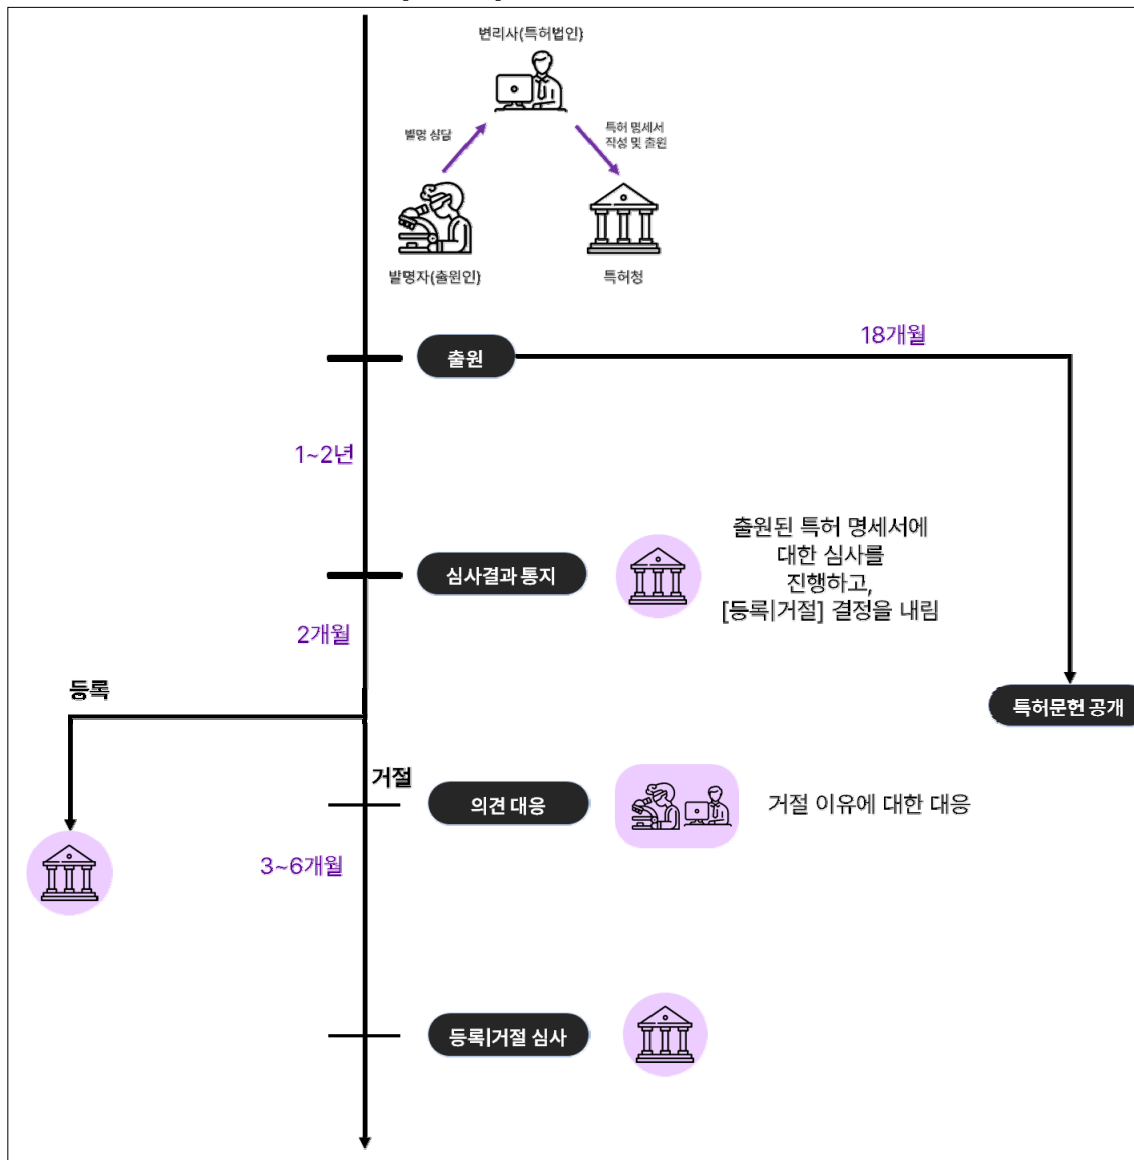 변리사(특허법인)
발명 상담
특허 명세서
작성 및 출원
발명자(출원인)
특허청
출원
18개월
1~2년
심사결과 통지
출원된 특허 명세서에
대한 심사를
진행하고,
[등록|거절] 결정을 내림
2개월
등록
특허문헌 공개
거절
의견 대응
거절 이유에 대한 대응
3~6개월
등록|거절 심사